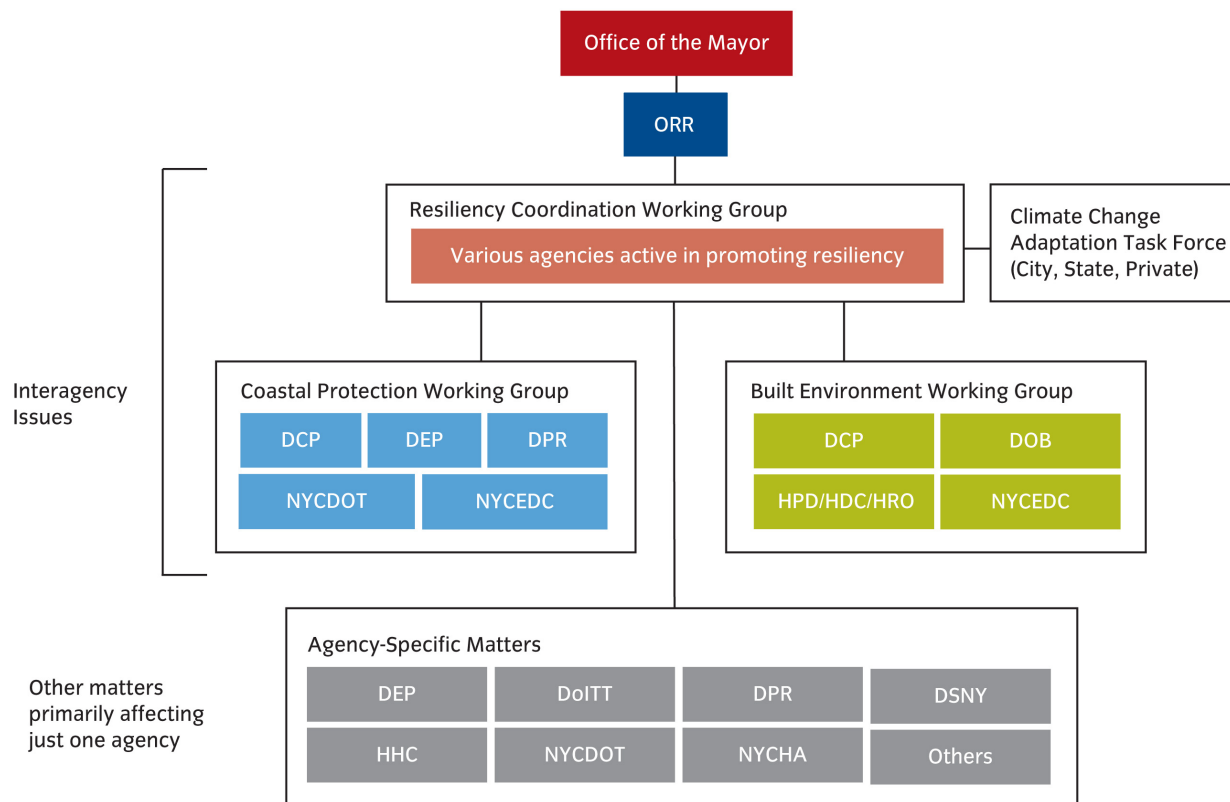 Office of the Mayor
ORR
Resiliency Coordination Working Group
Various agencies active in promoting resiliency
Climate Change
Adaptation Task Force
(City, State, Private)
Interagency
Issues
Coastal Protection Working Group
DCP
DEP
DPR
NYCDOT
NYCEDC
Built Environment Working Group
DCP
DOB
HPD/HDC/HRO
NYCEDC
Other matters
primarily affecting
just one agency
Agency-Specific Matters
DEP
DoITT
DPR
DSNY
HHC
NYCDOT
NYCHA
Others